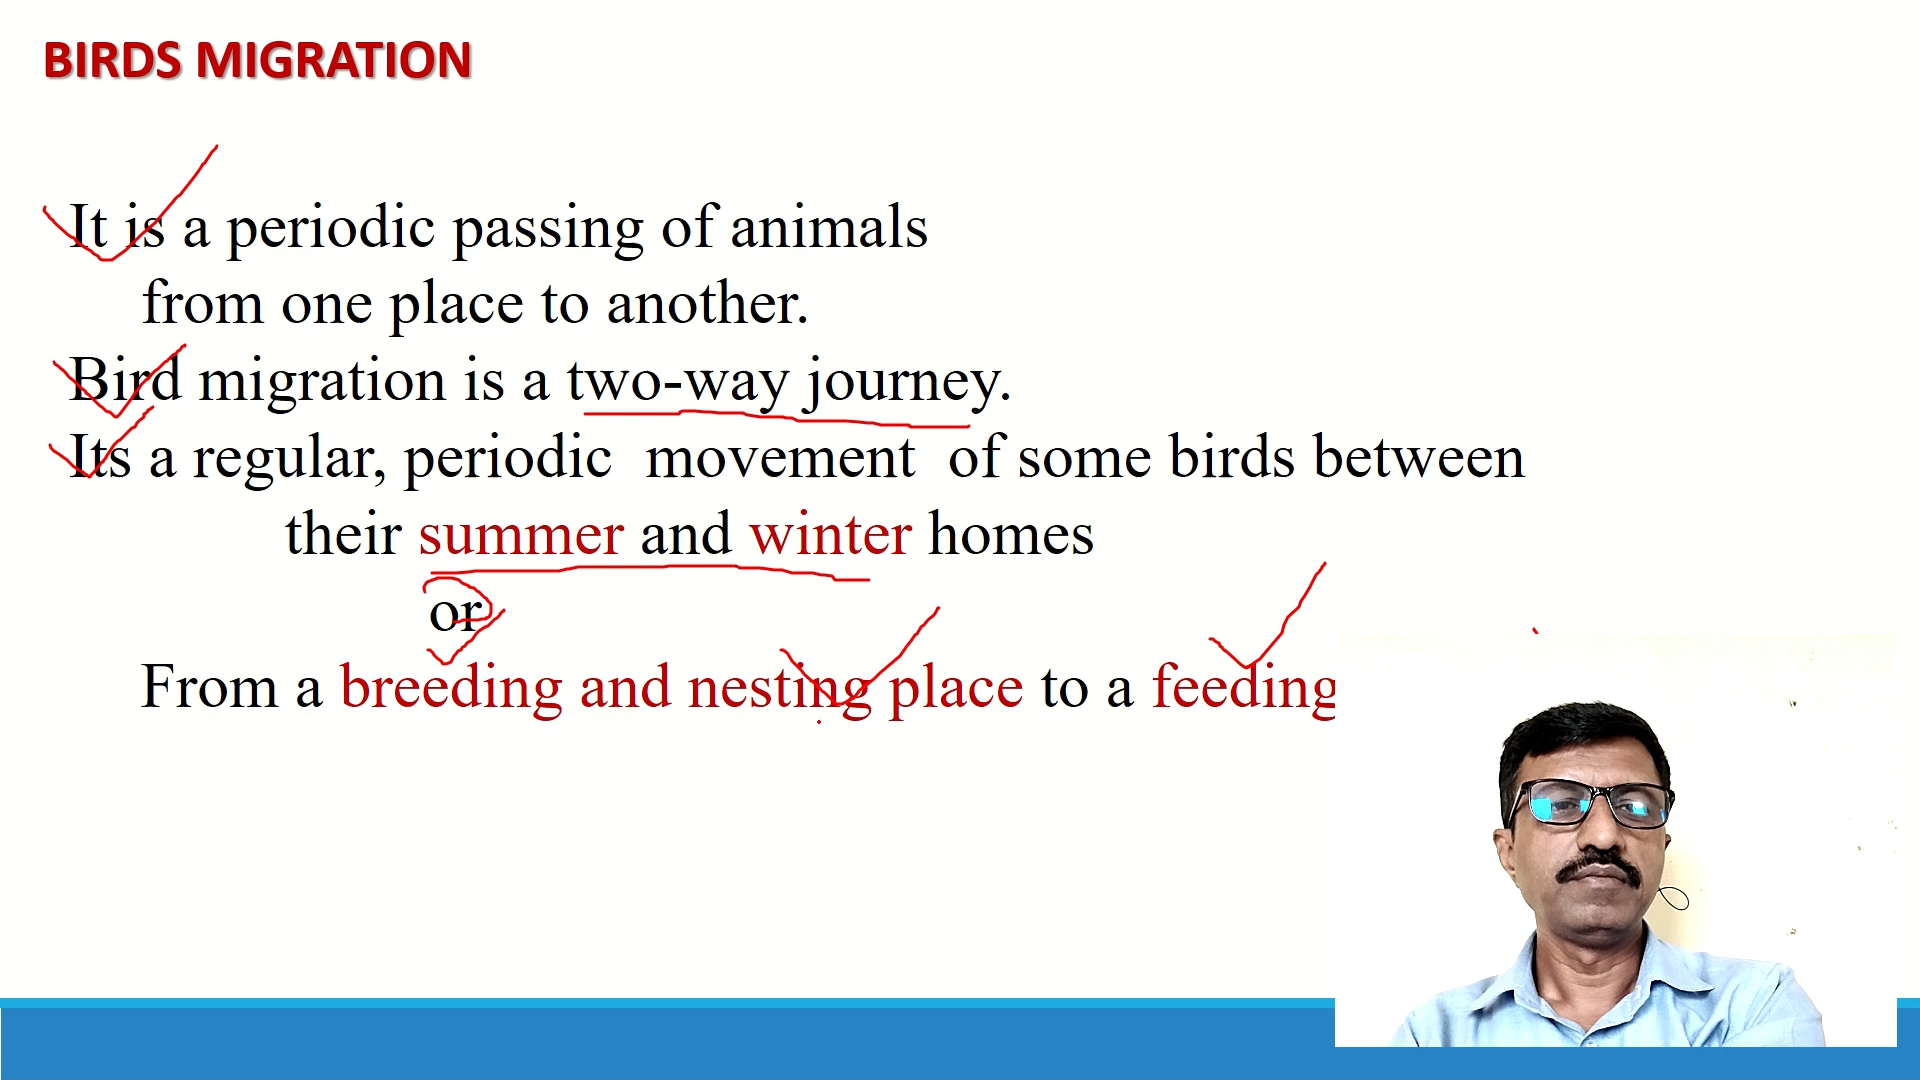 BIRDS MIGRATION
It is a periodic passing of animals
from one place to another.
Bird migration is a two-way journey.
Its a regular, periodic movement of some birds between
their summer and winter homes
or
From a breeding and nesting place to a feeding